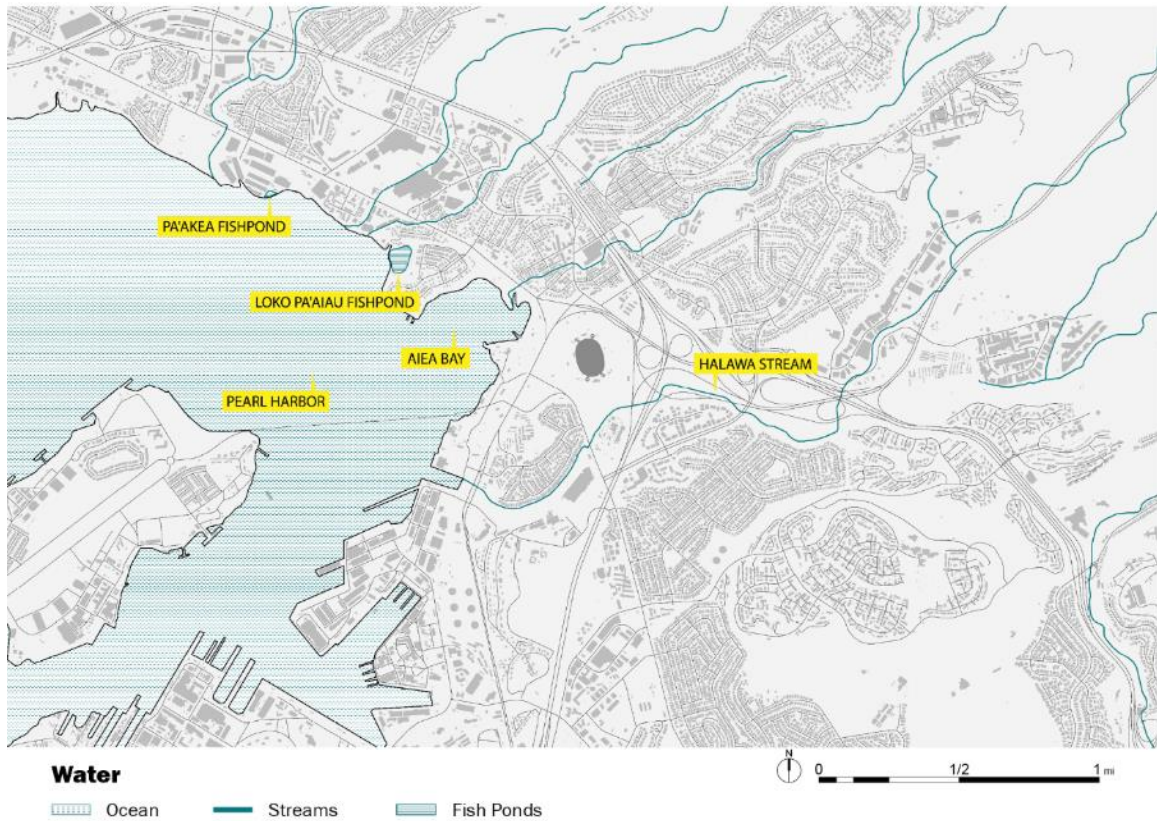 PA'AKEA FISHPOND
LOKO PA'AIAU FISHPOND
AIEA BAY
HALAWA STREAM
PEARL HARBOR
Water
N
0 1/2 1 mi
Ocean Streams Fish Ponds